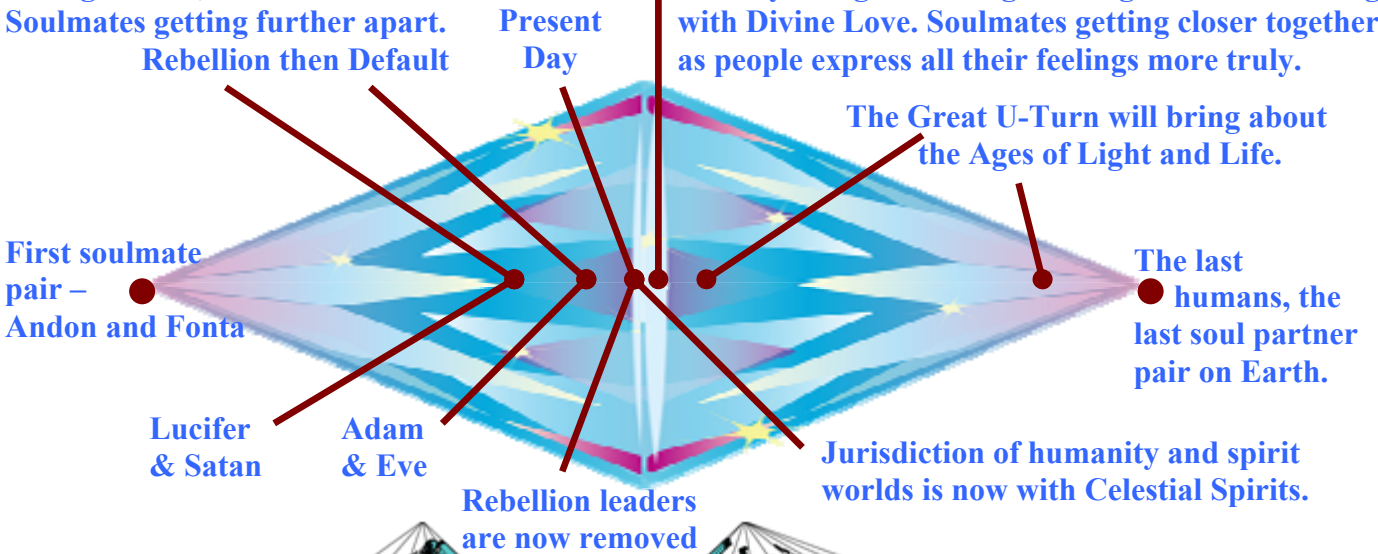 Soulmates getting further apart.
Rebellion then Default
Present
Day
with Divine Love. Soulmates getting closer together
as people express all their feelings more truly.
The Great U-Turn will bring about
the Ages of Light and Life.
First soulmate
pair –
Andon and Fonta
The last
humans, the
last soul partner
pair on Earth.
Lucifer
& Satan
Adam
& Eve
Jurisdiction of humanity and spirit
worlds is now with Celestial Spirits.
Rebellion leaders
are now removed